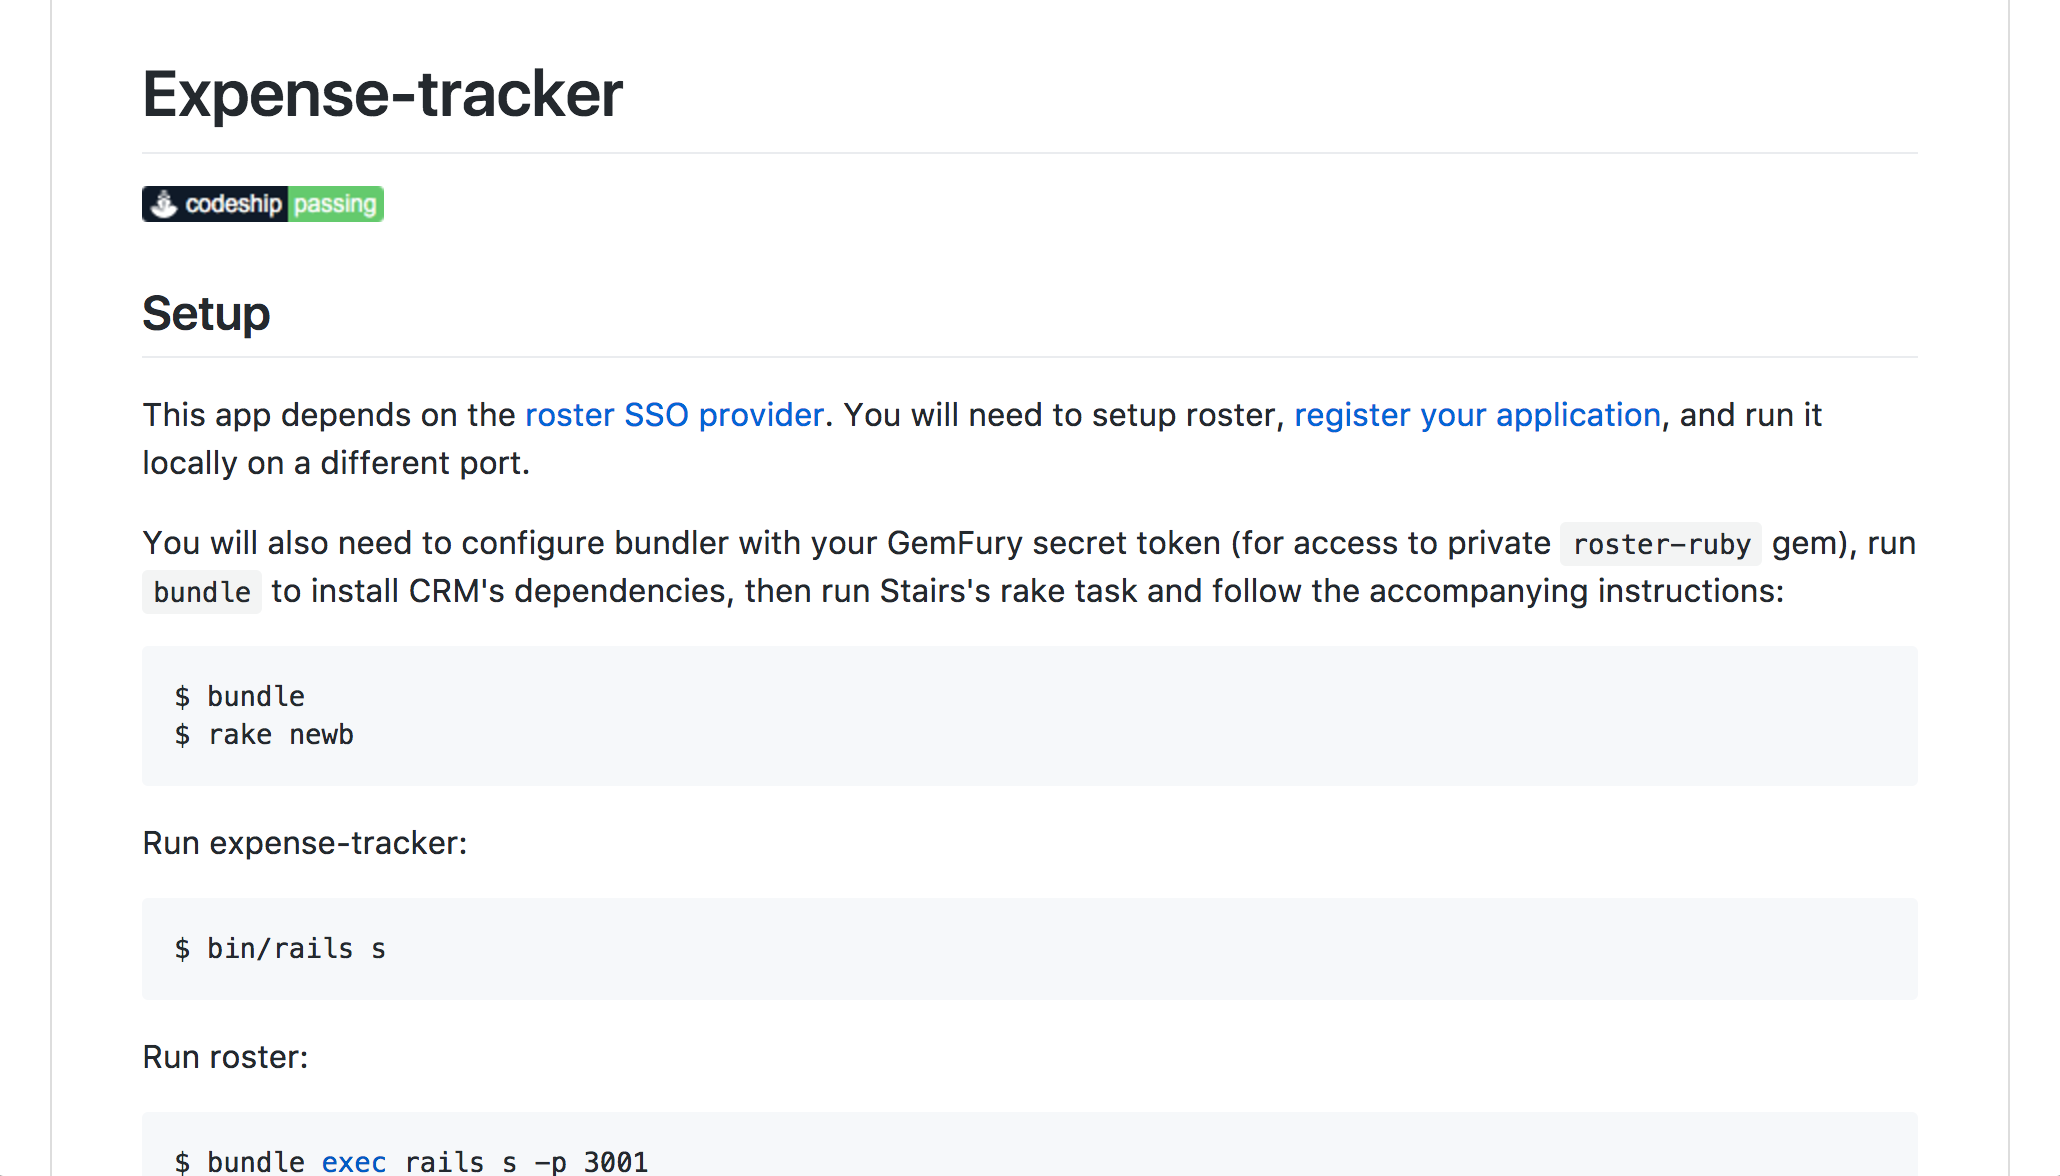 Expense-tracker
codeship passing
Setup
This app depends on the roster SSO provider. You will need to setup roster, register your application, and run it
locally on a different port.
You will also need to configure bundler with your GemFury secret token (for access to private roster-ruby gem), run
bundle to install CRM's dependencies, then run Stairs's rake task and follow the accompanying instructions:
$ bundle
$ rake newb
Run expense-tracker:
$ bin/rails s
Run roster:
$ bundle exec rails s -p 3001